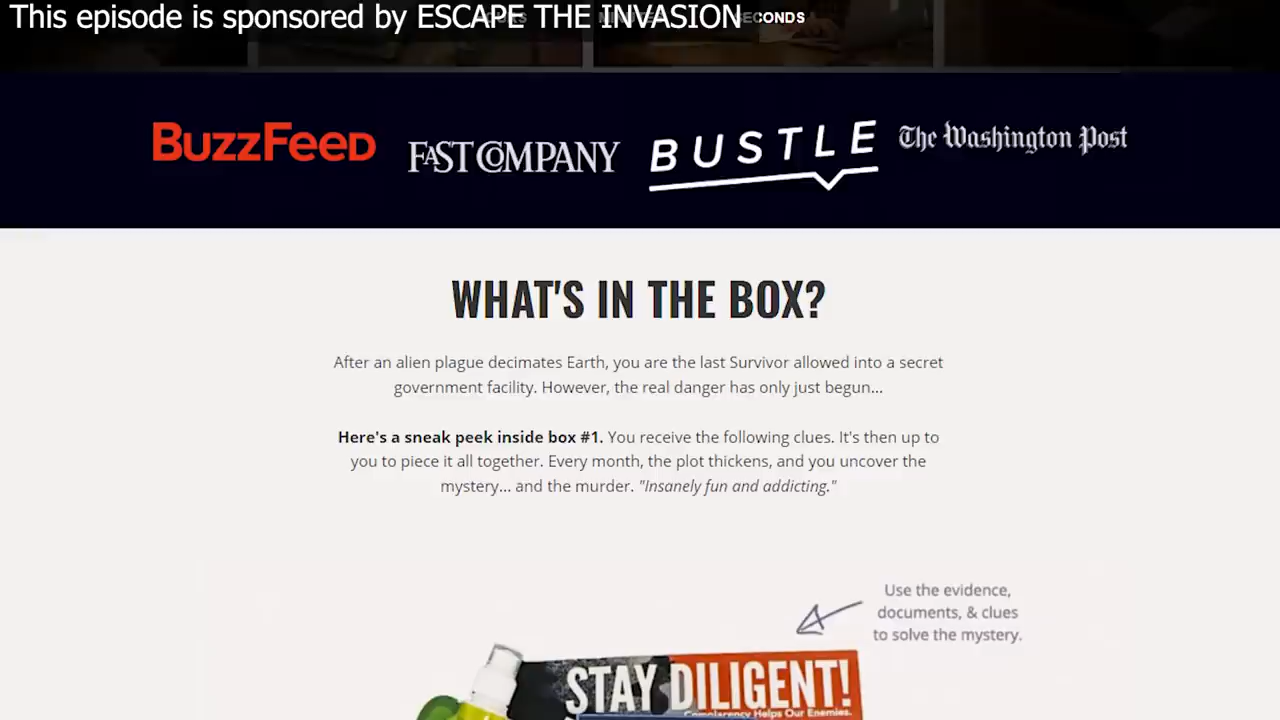 This episode is sponsored by ESCAPE THE INVASION
SECONDS
BuzzFeed
FAST COMPANY
BUSTLE
The Washington Post
WHAT'S IN THE BOX?
After an alien plague decimates Earth, you are the last Survivor allowed into a secret
government facility. However, the real danger has only just begun...
Here's a sneak peek inside box #1. You receive the following clues. It's then up to
you to piece it all together. Every month, the plot thickens, and you uncover the
mystery... and the murder. "Insanely fun and addicting."
Use the evidence,
documents, & clues
to solve the mystery.
STAY DILIGENT!
Complacency Helps Our Enemies.